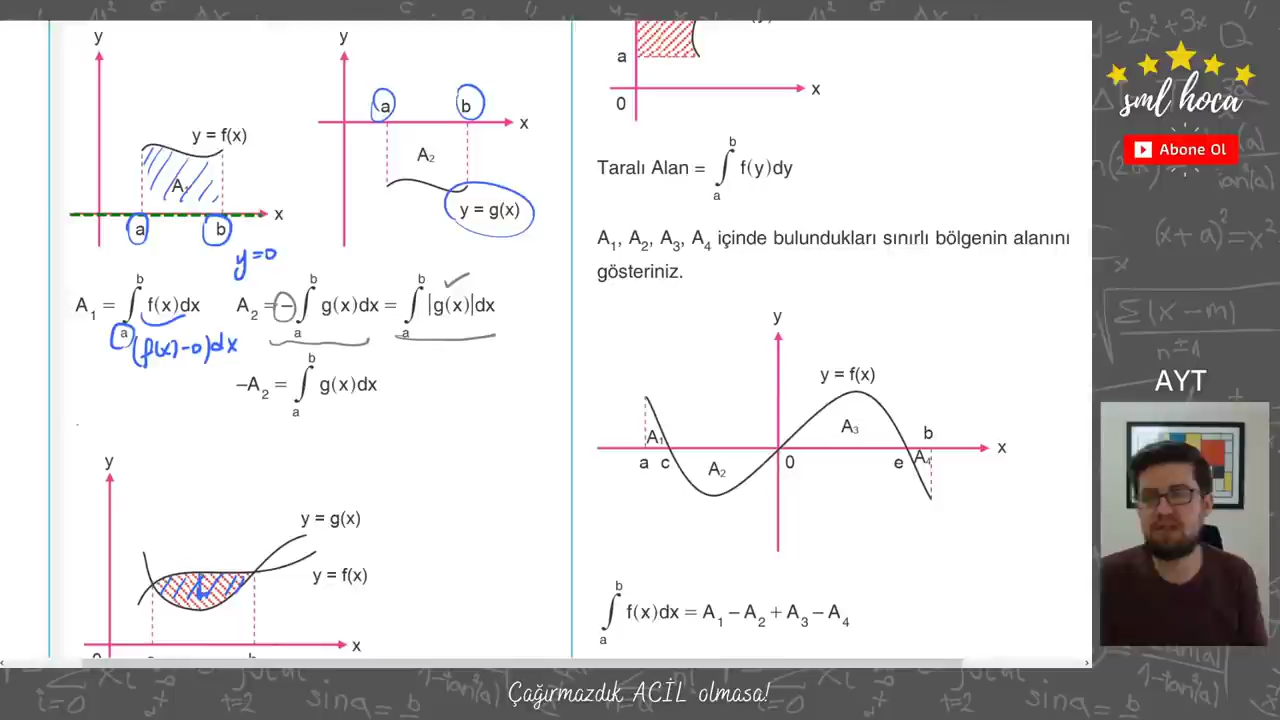 y
y = f(x)
A₁
a
b
x
y = 0
A₁ = ∫ₐᵇ f(x)dx
(f(x)-0)dx
y
a
b
x
A₂
y = g(x)
A₂ = – ∫ₐᵇ g(x)dx = ∫ₐᵇ |g(x)|dx
–A₂ = ∫ₐᵇ g(x)dx
y
y = g(x)
y = f(x)
x
a
0
x
Taralı Alan = ∫ₐᵇ f(y)dy
A₁, A₂, A₃, A₄ içinde bulundukları sınırlı bölgenin alanını
gösteriniz.
y
y = f(x)
A₁
A₂
A₃
A₄
a
c
0
e
b
x
∫ₐᵇ f(x)dx = A₁ – A₂ + A₃ – A₄
sml hoca
Abone Ol
AYT
Çağırmazdık ACİL olmasa!